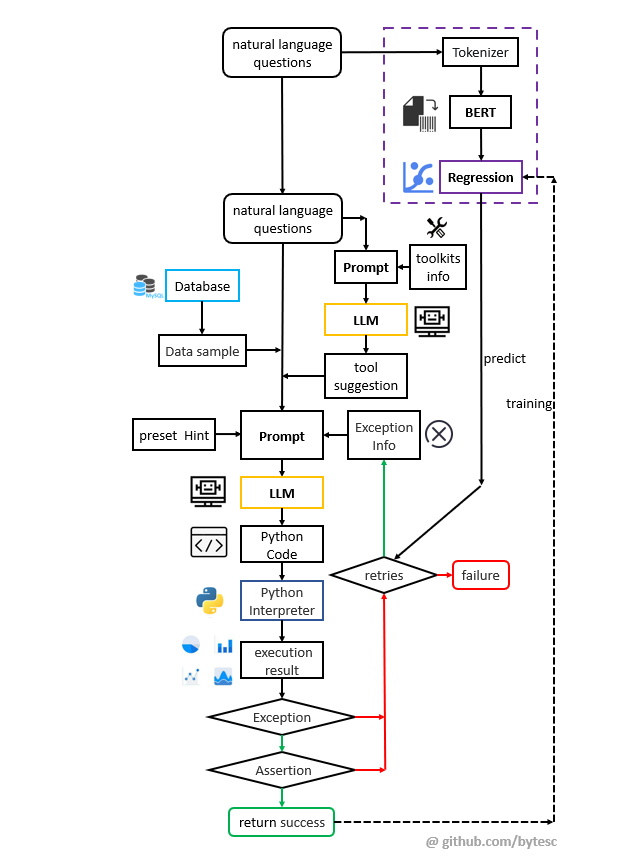 natural language
questions
Tokenizer
BERT
Regression
natural language
questions
Prompt
toolkits
info
Database
MySQL
LLM
Data sample
tool
suggestion
predict
training
preset Hint
Prompt
Exception
Info
LLM
Python
Code
</>
retries
failure
Python
Interpreter
execution
result
Exception
Assertion
return success
@ github.com/bytesc